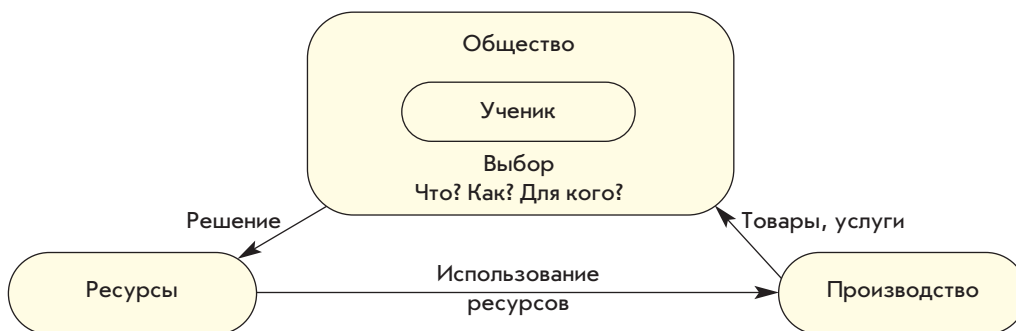 Общество
Ученик
Выбор
Что? Как? Для кого?
Решение
Товары, услуги
Ресурсы
Использование
ресурсов
Производство